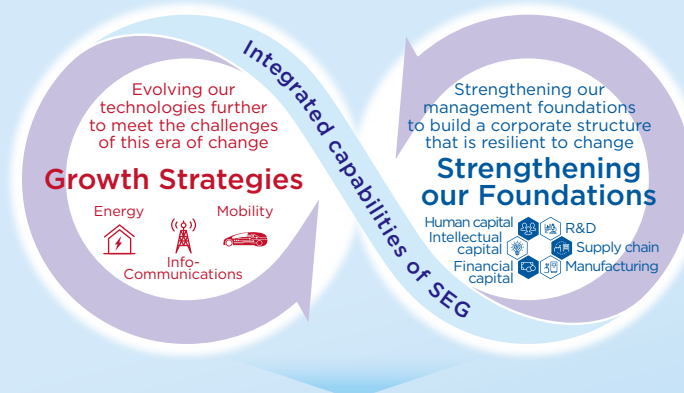 Evolving our
technologies further
to meet the challenges
of this era of change
Growth Strategies
Energy
Mobility
Info-
Communications
Integrated capabilities of SEG
Strengthening our
management foundations
to build a corporate structure
that is resilient to change
Strengthening
our Foundations
Human capital
Intellectual
capital
Financial
capital
R&D
Supply chain
Manufacturing